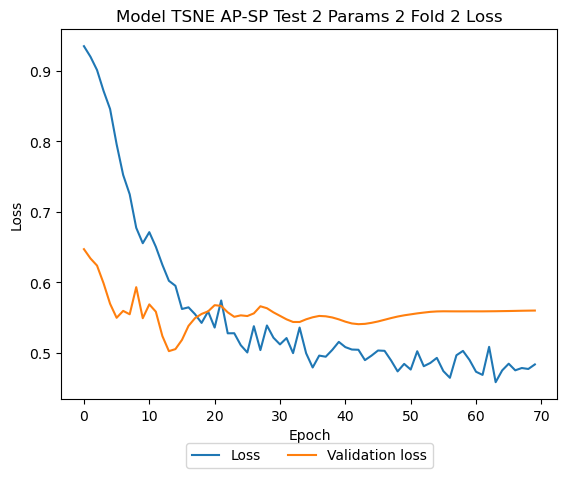 Model TSNE AP-SP Test 2 Params 2 Fold 2 Loss
0.9
0.8
0.7
0.6
0.5
Loss
0 10 20 30 40 50 60 70
Epoch
Loss Validation loss